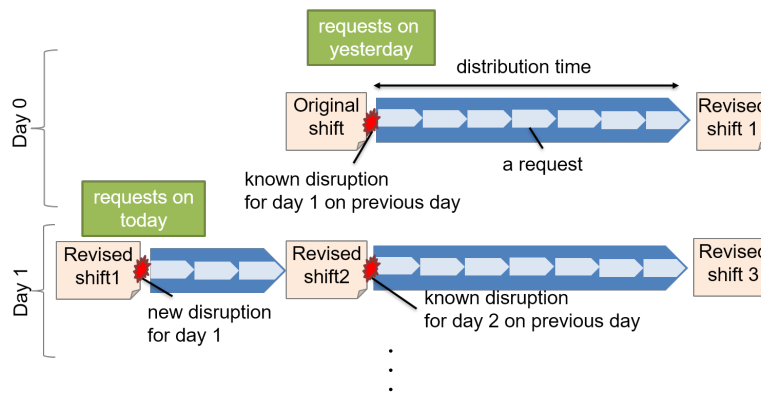 requests on
yesterday
distribution time
Day 0
Original
shift
Revised
shift 1
known disruption
for day 1 on previous day
a request
requests on
today
Day 1
Revised
shift1
Revised
shift2
Revised
shift 3
new disruption
for day 1
known disruption
for day 2 on previous day